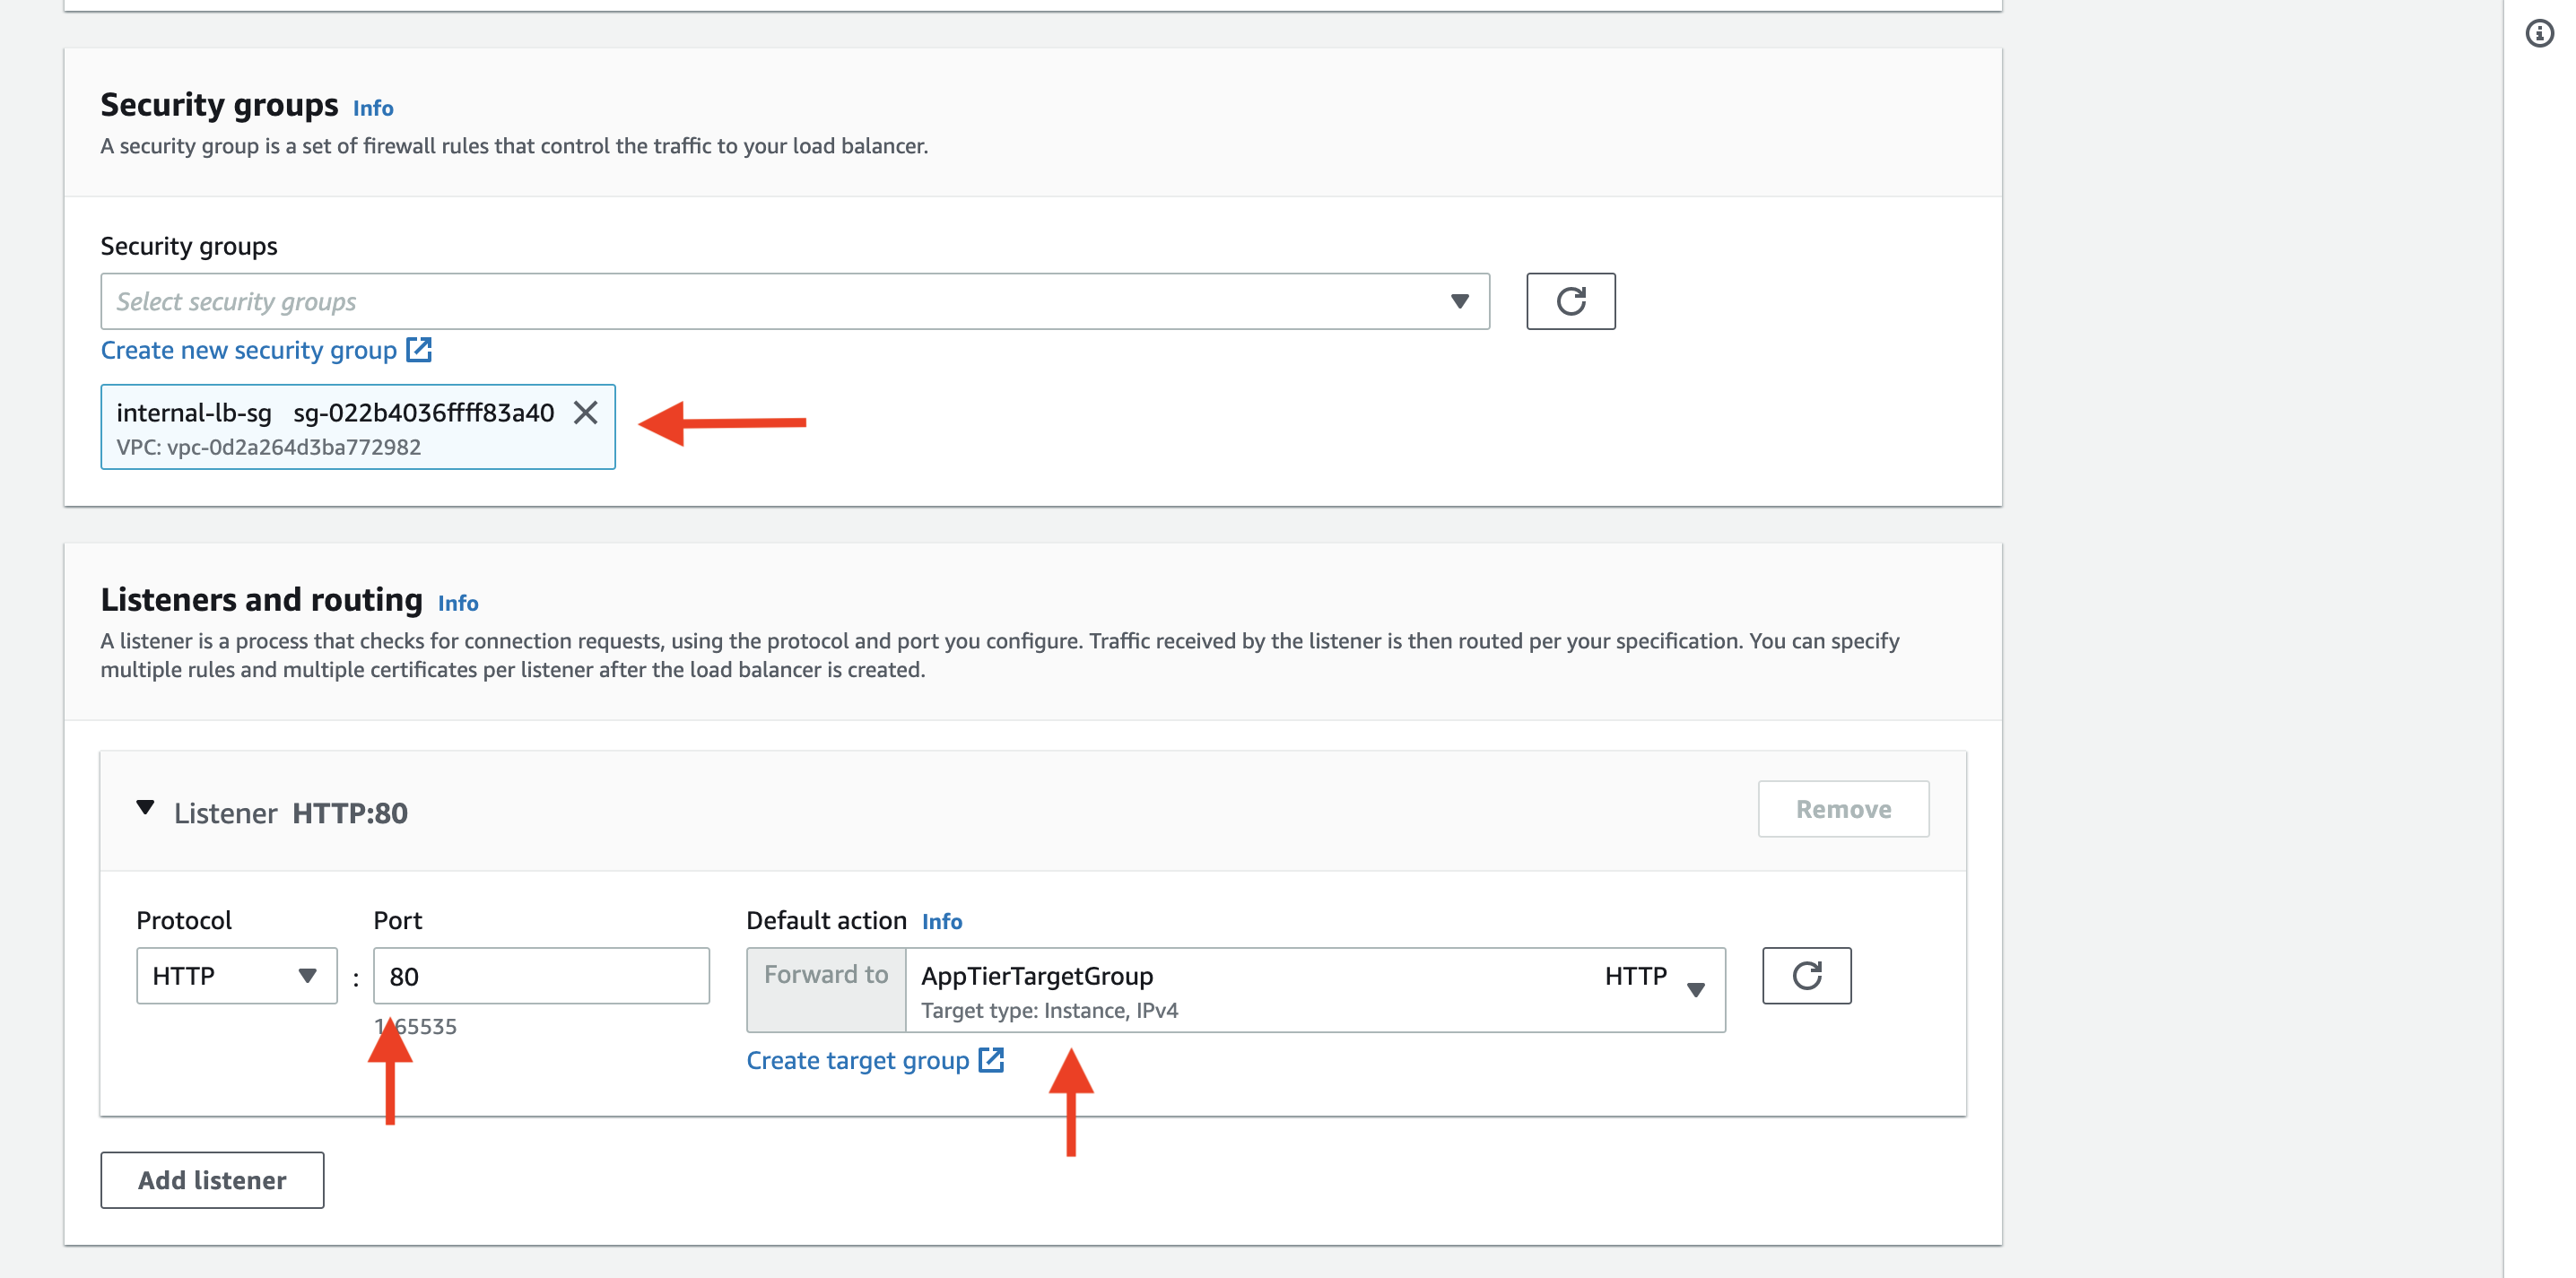 Security groups Info
A security group is a set of firewall rules that control the traffic to your load balancer.
Security groups
Select security groups
Create new security group
internal-lb-sg sg-022b4036ffff83a40
VPC: vpc-0d2a264d3ba772982
Listeners and routing Info
A listener is a process that checks for connection requests, using the protocol and port you configure. Traffic received by the listener is then routed per your specification. You can specify
multiple rules and multiple certificates per listener after the load balancer is created.
Listener HTTP:80
Remove
Protocol Port Default action Info
HTTP : 80 Forward to AppTierTargetGroup HTTP
Target type: Instance, IPv4
1-65535
Create target group
Add listener